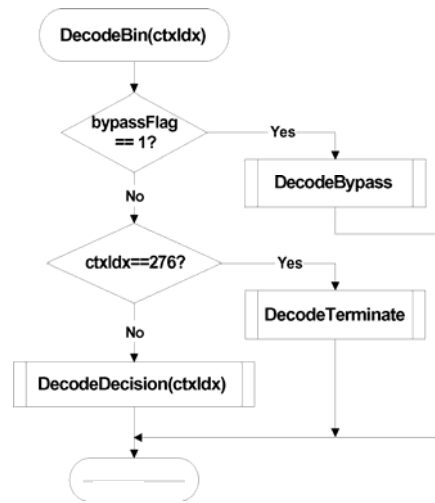 DecodeBin(ctxIdx)
bypassFlag
== 1?
Yes
DecodeBypass
No
ctxIdx==276?
Yes
DecodeTerminate
No
DecodeDecision(ctxIdx)